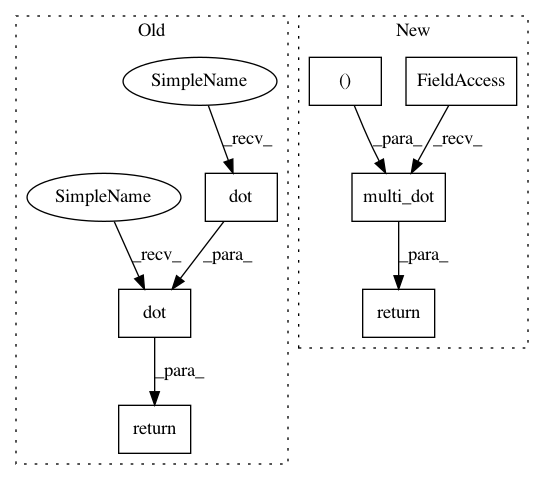 Old
New
SimpleName
()
FieldAccess
_recv_
_para_
_recv_
SimpleName
dot
multi_dot
_recv_
_para_
_para_
dot
return
_para_
return